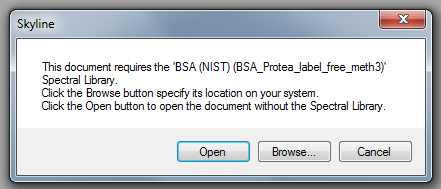 Skyline
This document requires the 'BSA (NIST) (BSA_Protea_label_free_meth3)'
Spectral Library.
Click the Browse button specify its location on your system.
Click the Open button to open the document without the Spectral Library.
Open
Browse...
Cancel